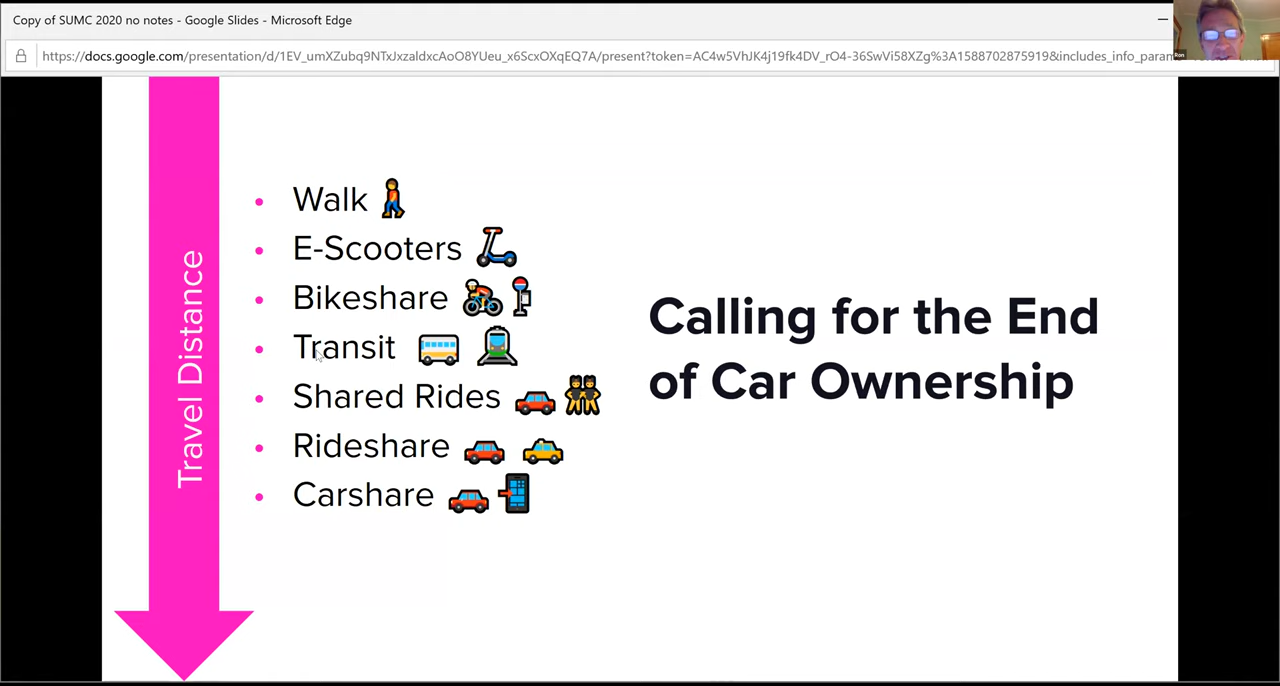 Copy of SUMC 2020 no notes - Google Slides - Microsoft Edge
https://docs.google.com/presentation/d/1EV_umXZubq9NTxJxzaldxcAoO8YUeu_x6ScxOXqEQ7A/present?token=AC4w5VhJK4j19fk4DV_rO4-36SwVi58XZg%3A1588702875919&includes_info_param
Ron
Travel Distance
• Walk
• E-Scooters
• Bikeshare
• Transit
• Shared Rides
• Rideshare
• Carshare
Calling for the End
of Car Ownership